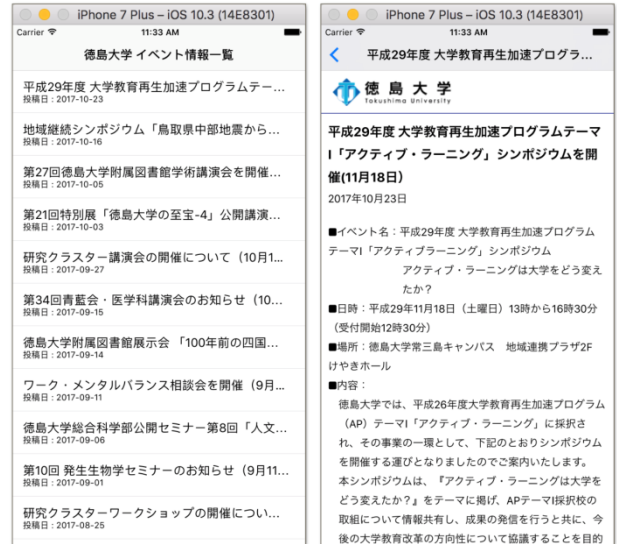 iPhone 7 Plus – iOS 10.3 (14E8301)
Carrier 11:33 AM
徳島大学 イベント情報一覧
平成29年度 大学教育再生加速プログラムテー...
投稿日 : 2017-10-23
地域継続シンポジウム「鳥取県中部地震から...
投稿日 : 2017-10-16
第27回徳島大学附属図書館学術講演会を開催...
投稿日 : 2017-10-05
第21回特別展「徳島大学の至宝-4」公開講演...
投稿日 : 2017-10-03
研究クラスター講演会の開催について（10月1...
投稿日 : 2017-09-27
第34回青藍会・医学科講演会のお知らせ（10...
投稿日 : 2017-09-15
徳島大学附属図書館展示会 「100年前の四国...
投稿日 : 2017-09-14
ワーク・メンタルバランス相談会を開催（9月...
投稿日 : 2017-09-11
徳島大学総合科学部公開セミナー第8回「人文...
投稿日 : 2017-09-06
第10回 発生生物学セミナーのお知らせ（9月11...
投稿日 : 2017-09-01
研究クラスターワークショップの開催につい...
投稿日 : 2017-08-25
iPhone 7 Plus – iOS 10.3 (14E8301)
Carrier 11:33 AM
平成29年度 大学教育再生加速プログラ...
徳島大学
Tokushima University
平成29年度 大学教育再生加速プログラムテーマ
I「アクティブ・ラーニング」シンポジウムを開
催(11月18日）
2017年10月23日
■イベント名：平成29年度 大学教育再生加速プログラム
テーマI「アクティブラーニング」シンポジウム
アクティブ・ラーニングは大学をどう変え
たか？
■日時：平成29年11月18日（土曜日）13時から16時30分
（受付開始12時30分）
■場所：徳島大学常三島キャンパス　地域連携プラザ2F
けやきホール
■内容：
徳島大学では、平成26年度大学教育再生加速プログラム
（AP）テーマI「アクティブ・ラーニング」に採択さ
れ、その事業の一環として、下記のとおりシンポジウム
を開催する運びとなりましたのでご案内いたします。
本シンポジウムは、『アクティブ・ラーニングは大学を
どう変えたか？』をテーマに掲げ、APテーマI採択校の
取組について情報共有し、成果の発信を行うと共に、今
後の大学教育改革の方向性について協議することを目的